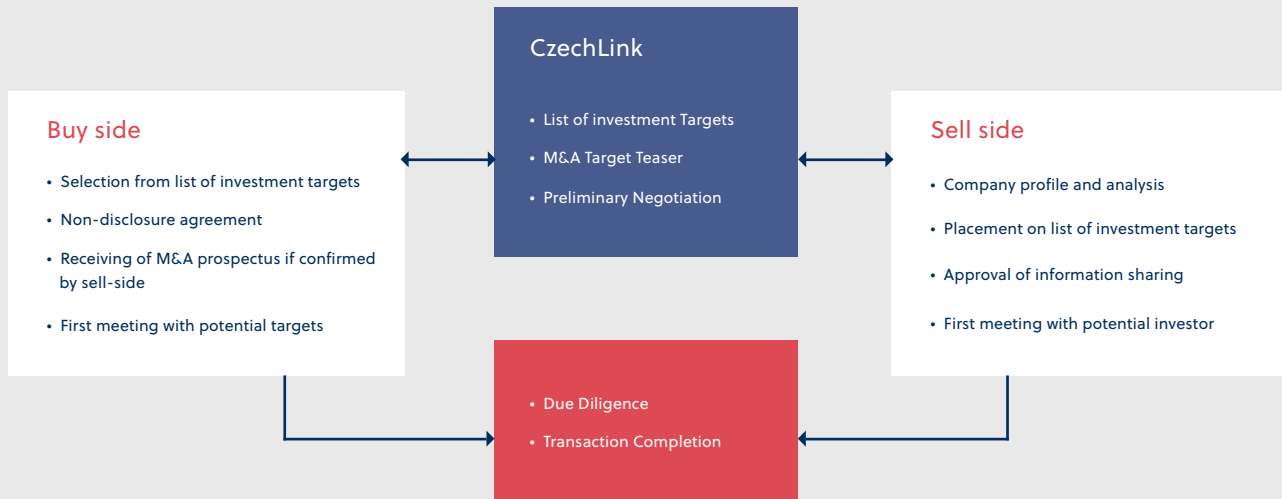 CzechLink
• List of investment Targets
• M&A Target Teaser
• Preliminary Negotiation
Buy side
• Selection from list of investment targets
• Non-disclosure agreement
• Receiving of M&A prospectus if confirmed
by sell-side
• First meeting with potential targets
Sell side
• Company profile and analysis
• Placement on list of investment targets
• Approval of information sharing
• First meeting with potential investor
• Due Diligence
• Transaction Completion